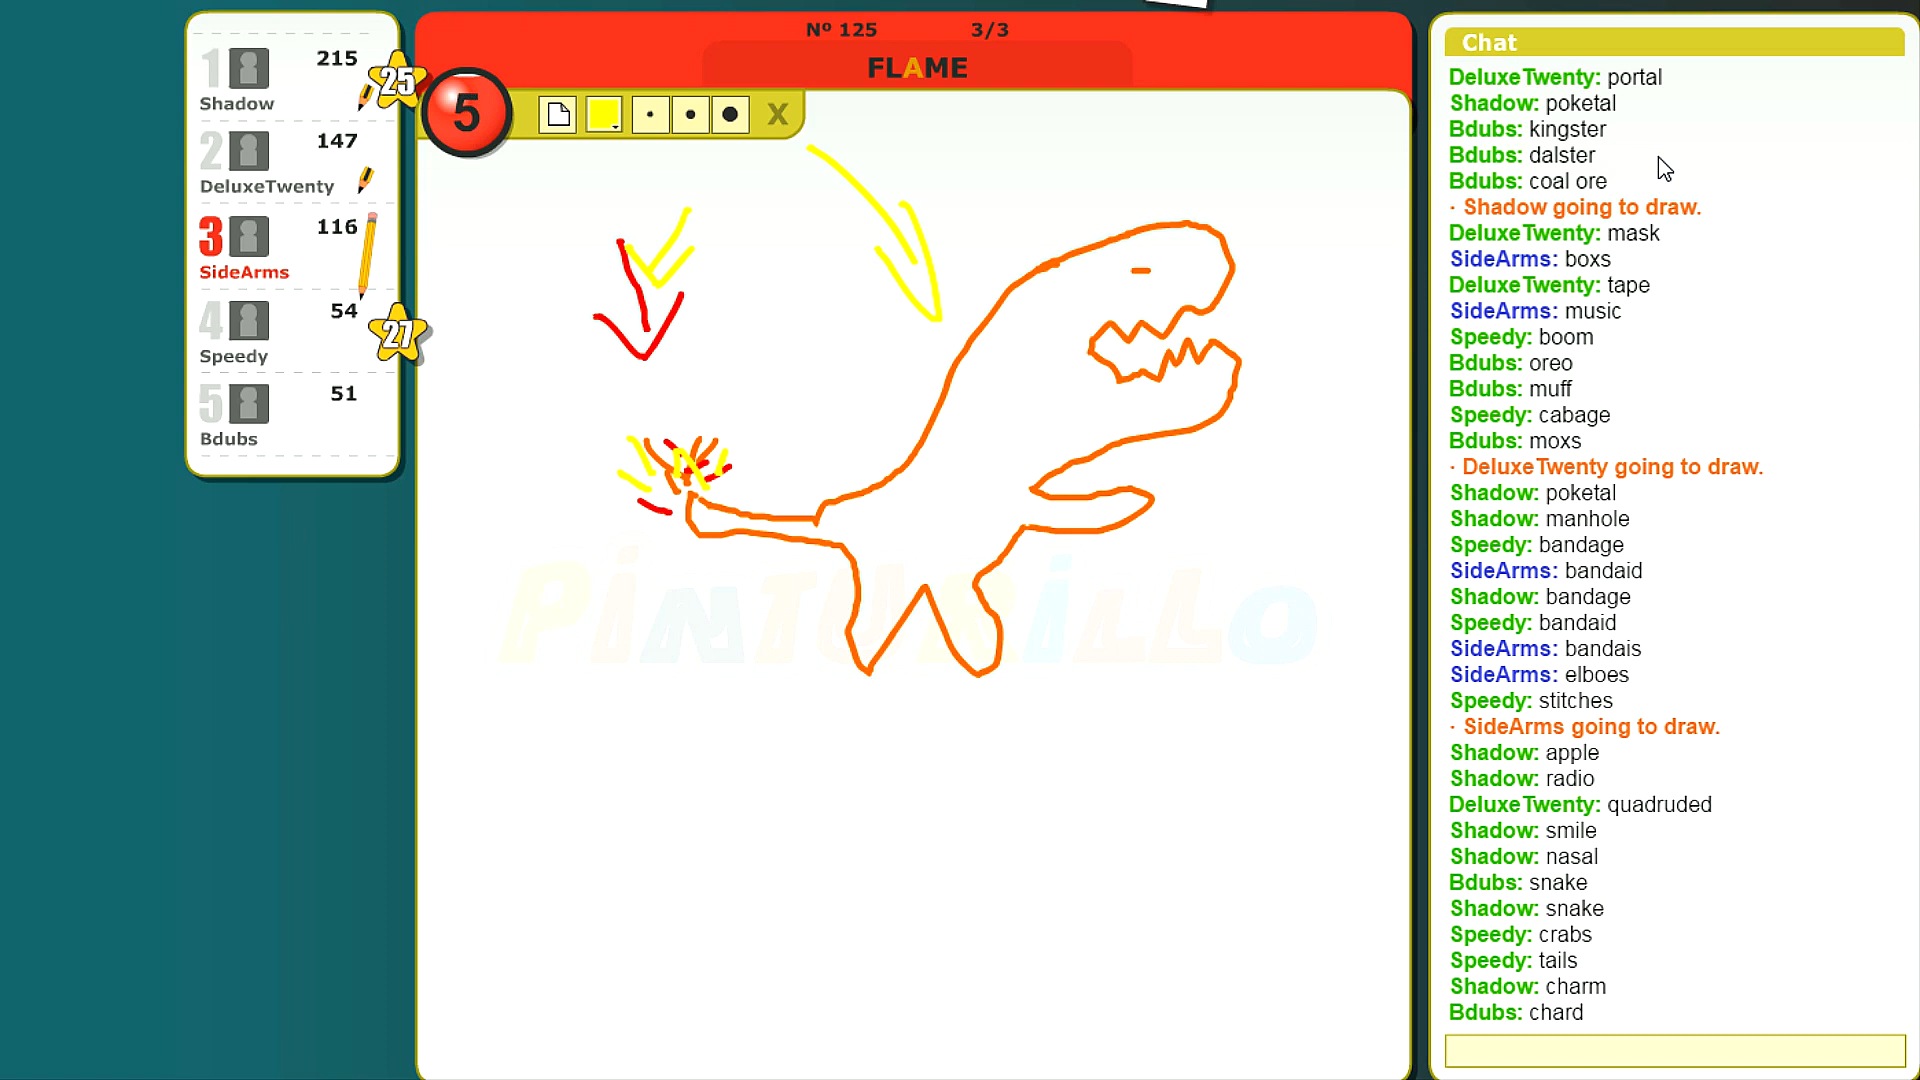 Nº 125
3/3
FLAME
5
1
215
25
Shadow
2
147
DeluxeTwenty
3
116
SideArms
4
54
27
Speedy
5
51
Bdubs
X
PiNTURiLLO
Chat
DeluxeTwenty: portal
Shadow: poketal
Bdubs: kingster
Bdubs: dalster
Bdubs: coal ore
· Shadow going to draw.
DeluxeTwenty: mask
SideArms: boxs
DeluxeTwenty: tape
SideArms: music
Speedy: boom
Bdubs: oreo
Bdubs: muff
Speedy: cabage
Bdubs: moxs
· DeluxeTwenty going to draw.
Shadow: poketal
Shadow: manhole
Speedy: bandage
SideArms: bandaid
Shadow: bandage
Speedy: bandaid
SideArms: bandais
SideArms: elboes
Speedy: stitches
· SideArms going to draw.
Shadow: apple
Shadow: radio
DeluxeTwenty: quadruded
Shadow: smile
Shadow: nasal
Bdubs: snake
Shadow: snake
Speedy: crabs
Speedy: tails
Shadow: charm
Bdubs: chard